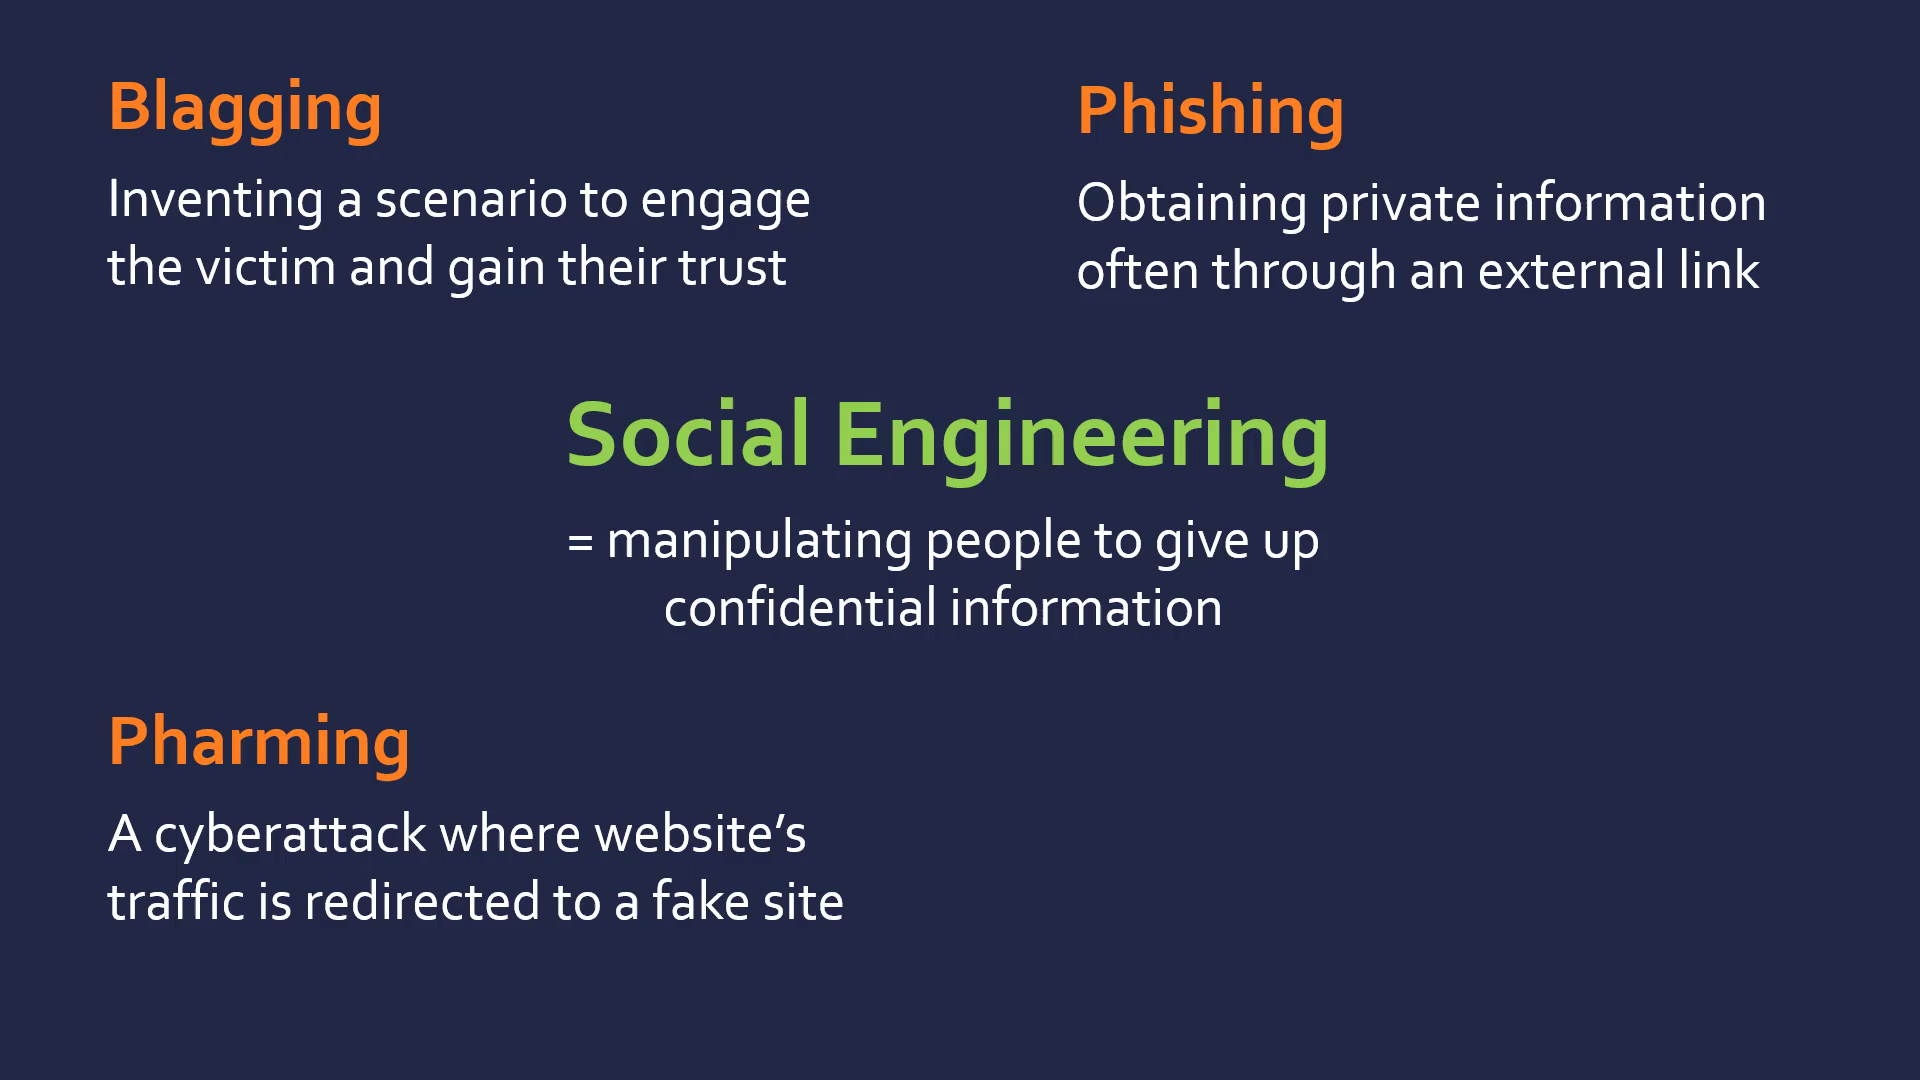 Blagging
Inventing a scenario to engage
the victim and gain their trust
Phishing
Obtaining private information
often through an external link
Social Engineering
= manipulating people to give up
confidential information
Pharming
A cyberattack where website’s
traffic is redirected to a fake site